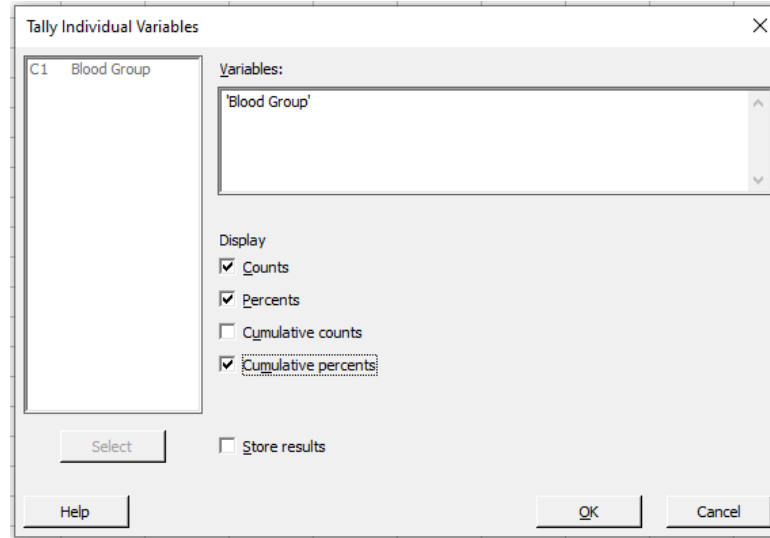 Tally Individual Variables
C1 Blood Group
Variables:
'Blood Group'
Display
Counts
Percents
Cumulative counts
Cumulative percents
Select
Store results
Help
OK
Cancel